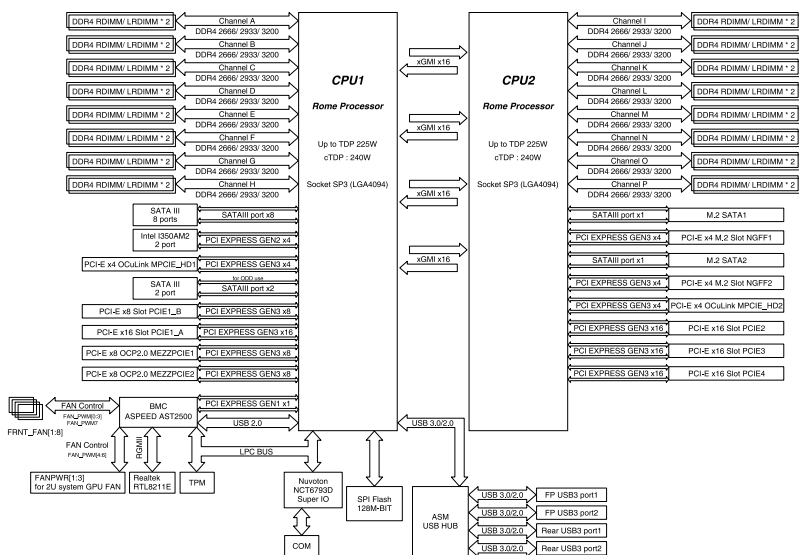 DDR4 RDIMM/ LRDIMM * 2
Channel A
DDR4 2666/ 2933/ 3200
DDR4 RDIMM/ LRDIMM * 2
Channel B
DDR4 2666/ 2933/ 3200
DDR4 RDIMM/ LRDIMM * 2
Channel C
DDR4 2666/ 2933/ 3200
DDR4 RDIMM/ LRDIMM * 2
Channel D
DDR4 2666/ 2933/ 3200
DDR4 RDIMM/ LRDIMM * 2
Channel E
DDR4 2666/ 2933/ 3200
DDR4 RDIMM/ LRDIMM * 2
Channel F
DDR4 2666/ 2933/ 3200
DDR4 RDIMM/ LRDIMM * 2
Channel G
DDR4 2666/ 2933/ 3200
DDR4 RDIMM/ LRDIMM * 2
Channel H
DDR4 2666/ 2933/ 3200
SATA III
8 ports
SATAIII port x8
Intel I350AM2
2 port
PCI EXPRESS GEN2 x4
PCI-E x4 OCuLink MPCIE_HD1
PCI EXPRESS GEN3 x4
SATA III
2 port
for ODD use
SATAIII port x2
PCI-E x8 Slot PCIE1_B
PCI EXPRESS GEN3 x8
PCI-E x16 Slot PCIE1_A
PCI EXPRESS GEN3 x16
PCI-E x8 OCP2.0 MEZZPCIE1
PCI EXPRESS GEN3 x8
PCI-E x8 OCP2.0 MEZZPCIE2
PCI EXPRESS GEN3 x8
CPU1
Rome Processor
Up to TDP 225W
cTDP : 240W
Socket SP3 (LGA4094)
xGMI x16
xGMI x16
xGMI x16
xGMI x16
CPU2
Rome Processor
Up to TDP 225W
cTDP : 240W
Socket SP3 (LGA4094)
Channel I
DDR4 RDIMM/ LRDIMM * 2
DDR4 2666/ 2933/ 3200
Channel J
DDR4 RDIMM/ LRDIMM * 2
DDR4 2666/ 2933/ 3200
Channel K
DDR4 RDIMM/ LRDIMM * 2
DDR4 2666/ 2933/ 3200
Channel L
DDR4 RDIMM/ LRDIMM * 2
DDR4 2666/ 2933/ 3200
Channel M
DDR4 RDIMM/ LRDIMM * 2
DDR4 2666/ 2933/ 3200
Channel N
DDR4 RDIMM/ LRDIMM * 2
DDR4 2666/ 2933/ 3200
Channel O
DDR4 RDIMM/ LRDIMM * 2
DDR4 2666/ 2933/ 3200
Channel P
DDR4 RDIMM/ LRDIMM * 2
DDR4 2666/ 2933/ 3200
SATAIII port x1
M.2 SATA1
PCI EXPRESS GEN3 x4
PCI-E x4 M.2 Slot NGFF1
SATAIII port x1
M.2 SATA2
PCI EXPRESS GEN3 x4
PCI-E x4 M.2 Slot NGFF2
PCI EXPRESS GEN3 x4
PCI-E x4 OCuLink MPCIE_HD2
PCI EXPRESS GEN3 x16
PCI-E x16 Slot PCIE2
PCI EXPRESS GEN3 x16
PCI-E x16 Slot PCIE3
PCI EXPRESS GEN3 x16
PCI-E x16 Slot PCIE4
FRNT_FAN[1:8]
FAN Control
FAN_PWM[0:3]
FAN_PWM7
BMC
ASPEED AST2500
PCI EXPRESS GEN1 x1
USB 2.0
USB 3.0/2.0
FAN Control
FAN_PWM[4:6]
RGMII
LPC BUS
FANPWR[1:3]
for 2U system GPU FAN
Realtek
RTL8211E
TPM
Nuvoton
NCT6793D
Super IO
SPI Flash
128M-BIT
COM
ASM
USB HUB
USB 3.0/2.0
FP USB3 port1
USB 3.0/2.0
FP USB3 port2
USB 3.0/2.0
Rear USB3 port1
USB 3.0/2.0
Rear USB3 port2